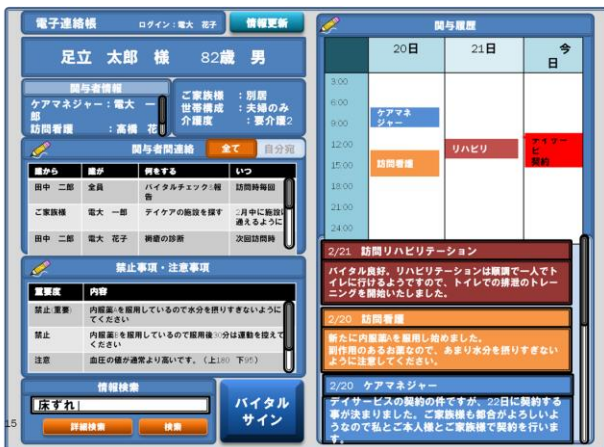 電子連絡帳
ログイン：電大 花子
情報更新
足立 太郎 様 82歳 男
関与者情報
ケアマネジャー：電大 一郎
訪問看護 ：高橋 花
ご家族様 ：別居
世帯構成 ：夫婦のみ
介護度 ：要介護2
関与者間連絡
全て
自分宛
誰から 誰が 何をする いつ
田中 二郎 全員 バイタルチェック&報告 訪問時毎回
ご家族様 電大 一郎 デイケアの施設を探す 2月中に施設に通えるように
田中 二郎 電大 花子 褥瘡の診断 次回訪問時
禁止事項・注意事項
重要度 内容
禁止(重要) 内服薬Aを服用しているので水分を摂りすぎないようにしてください
禁止 内服薬Bを服用しているので服用後30分は運動を控えてください
注意 血圧の値が通常より高いです。（上180 下95）
情報検索
床ずれ
詳細検索
検索
バイタル
サイン
15
関与履歴
20日 21日 今日
3:00
6:00
9:00
12:00
15:00
18:00
21:00
24:00
ケアマネジャー
訪問看護
リハビリ
デイサービ
契約
2/21 訪問リハビリテーション
バイタル良好。リハビリテーションは順調で一人でト
イレに行けるようですので、トイレでの排泄のトレー
ニングを開始いたしました。
2/20 訪問看護
新たに内服薬Aを服用し始めました。
副作用のあるお薬なので、あまり水分を摂りすぎない
ように注意してください。
2/20 ケアマネジャー
デイサービスの契約の件ですが、22日に契約する
事が決まりました。ご家族様も都合がよろしいよ
うなので私とご本人様とご家族様で契約を行いま
す。